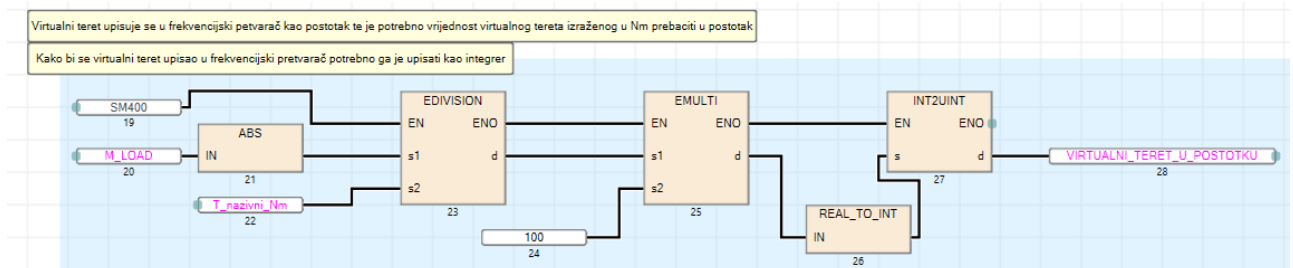 Virtualni teret upisuje se u frekvencijski petvarač kao postotak te je potrebno vrijednost virtualnog tereta izraženog u Nm prebaciti u postotak
Kako bi se virtualni teret upisao u frekvencijski pretvarač potrebno ga je upisati kao integrer
SM400
19
ABS
IN
21
M_LOAD
20
T_nazivni_Nm
22
EDIVISION
EN ENO
s1 d
s2
23
100
24
EMULTI
EN ENO
s1 d
s2
25
REAL_TO_INT
IN
26
INT2UINT
EN ENO
s d
27
VIRTUALNI_TERET_U_POSTOTKU
28